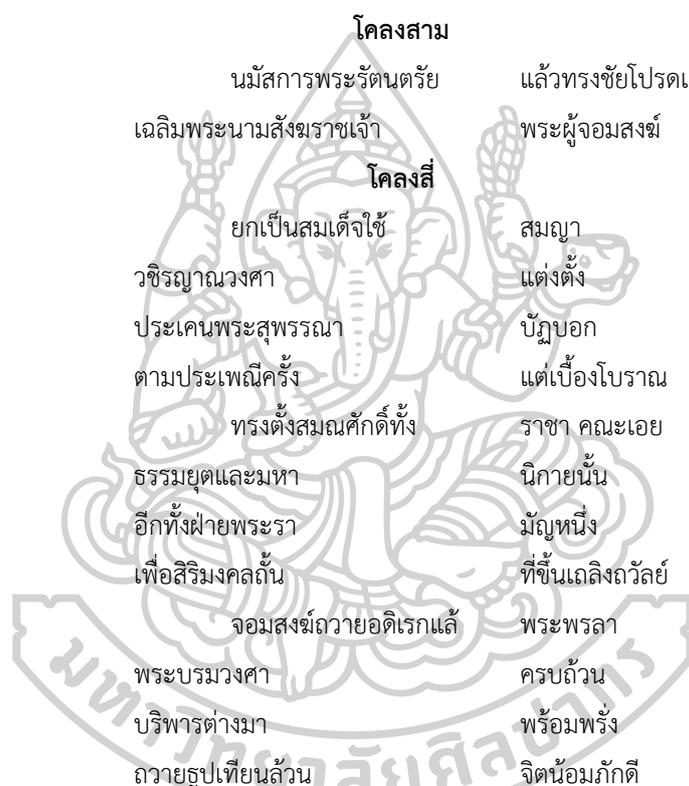 โคลงสาม
นมัสการพระรัตนตรัย แล้วทรงชัยโปรดเ
เฉลิมพระนามสังฆราชเจ้า พระผู้จอมสงฆ์
โคลงสี่
ยกเป็นสมเด็จใช้ สมญา
วชิรญาณวงศา แต่งตั้ง
ประเคนพระสุพรรณา บัฏบอก
ตามประเพณีครั้ง แต่เบื้องโบราณ
ทรงตั้งสมณศักดิ์ทั้ง ราชา คณะเอย
ธรรมยุตและมหา นิกายนั้น
อีกทั้งฝ่ายพระรา มัญหนึ่ง
เพื่อสิริมงคลถั้น ที่ขึ้นเถลิงถวัลย์
จอมสงฆ์ถวายอดิเรกแล้ พระพรลา
พระบรมวงศา ครบถ้วน
บริพารต่างมา พร้อมพรั่ง
ถวายธูปเทียนล้วน จิตน้อมภักดี
มหาวิทยาลัยศิลปากร